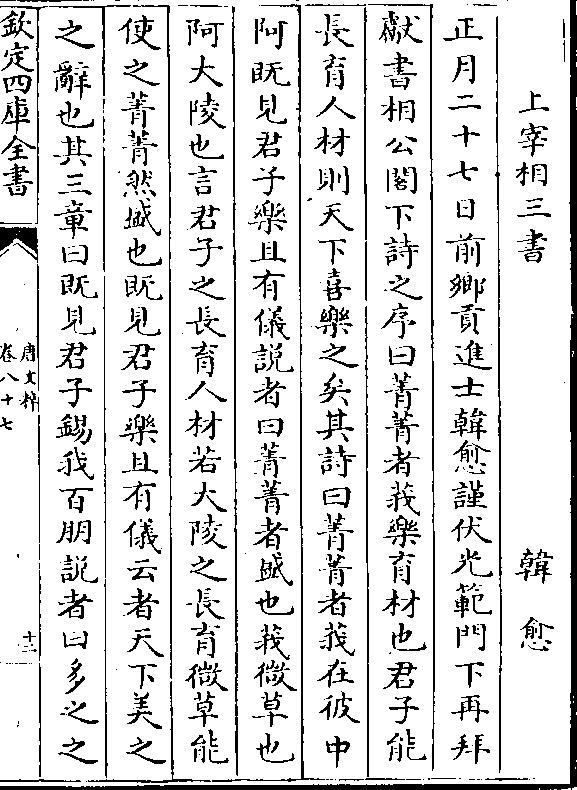 上宰相三書　韓愈
正月二十七日前鄉貢進士韓愈謹伏光範門下再拜
獻書相公閣下詩之序曰菁菁者莪樂育材也君子能
長育人材則天下喜樂之矣其詩曰菁菁者莪在彼中
阿既見君子樂且有儀説者曰菁菁者盛也莪微草也
阿大陵也言君子之長育人材若大陵之長育微草能
使之菁菁然盛也既見君子樂且有儀云者天下美之
之辭也其三章曰既見君子錫我百朋説者曰多之之
欽定四庫全書
唐文粹
卷八十七
十三